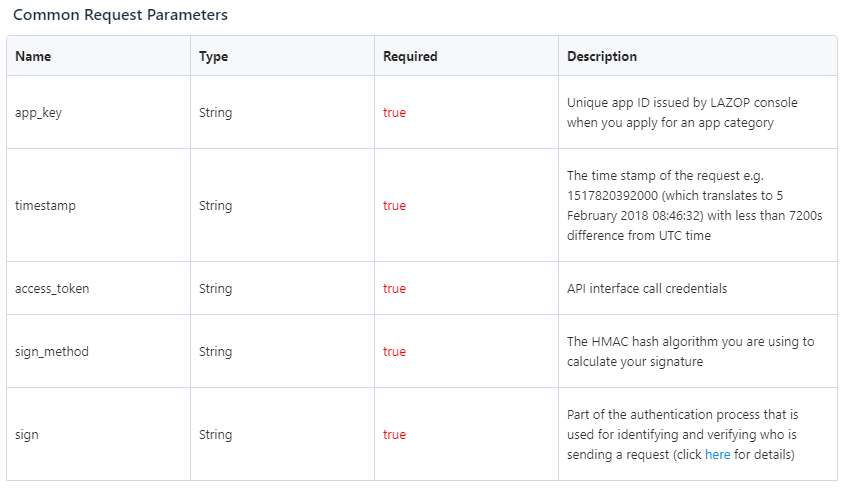 Common Request Parameters
Name Type Required Description
app_key String true Unique app ID issued by LAZOP console
when you apply for an app category
timestamp String true The time stamp of the request e.g.
1517820392000 (which translates to 5
February 2018 08:46:32) with less than 7200s
difference from UTC time
access_token String true API interface call credentials
sign_method String true The HMAC hash algorithm you are using to
calculate your signature
sign String true Part of the authentication process that is
used for identifying and verifying who is
sending a request (click here for details)